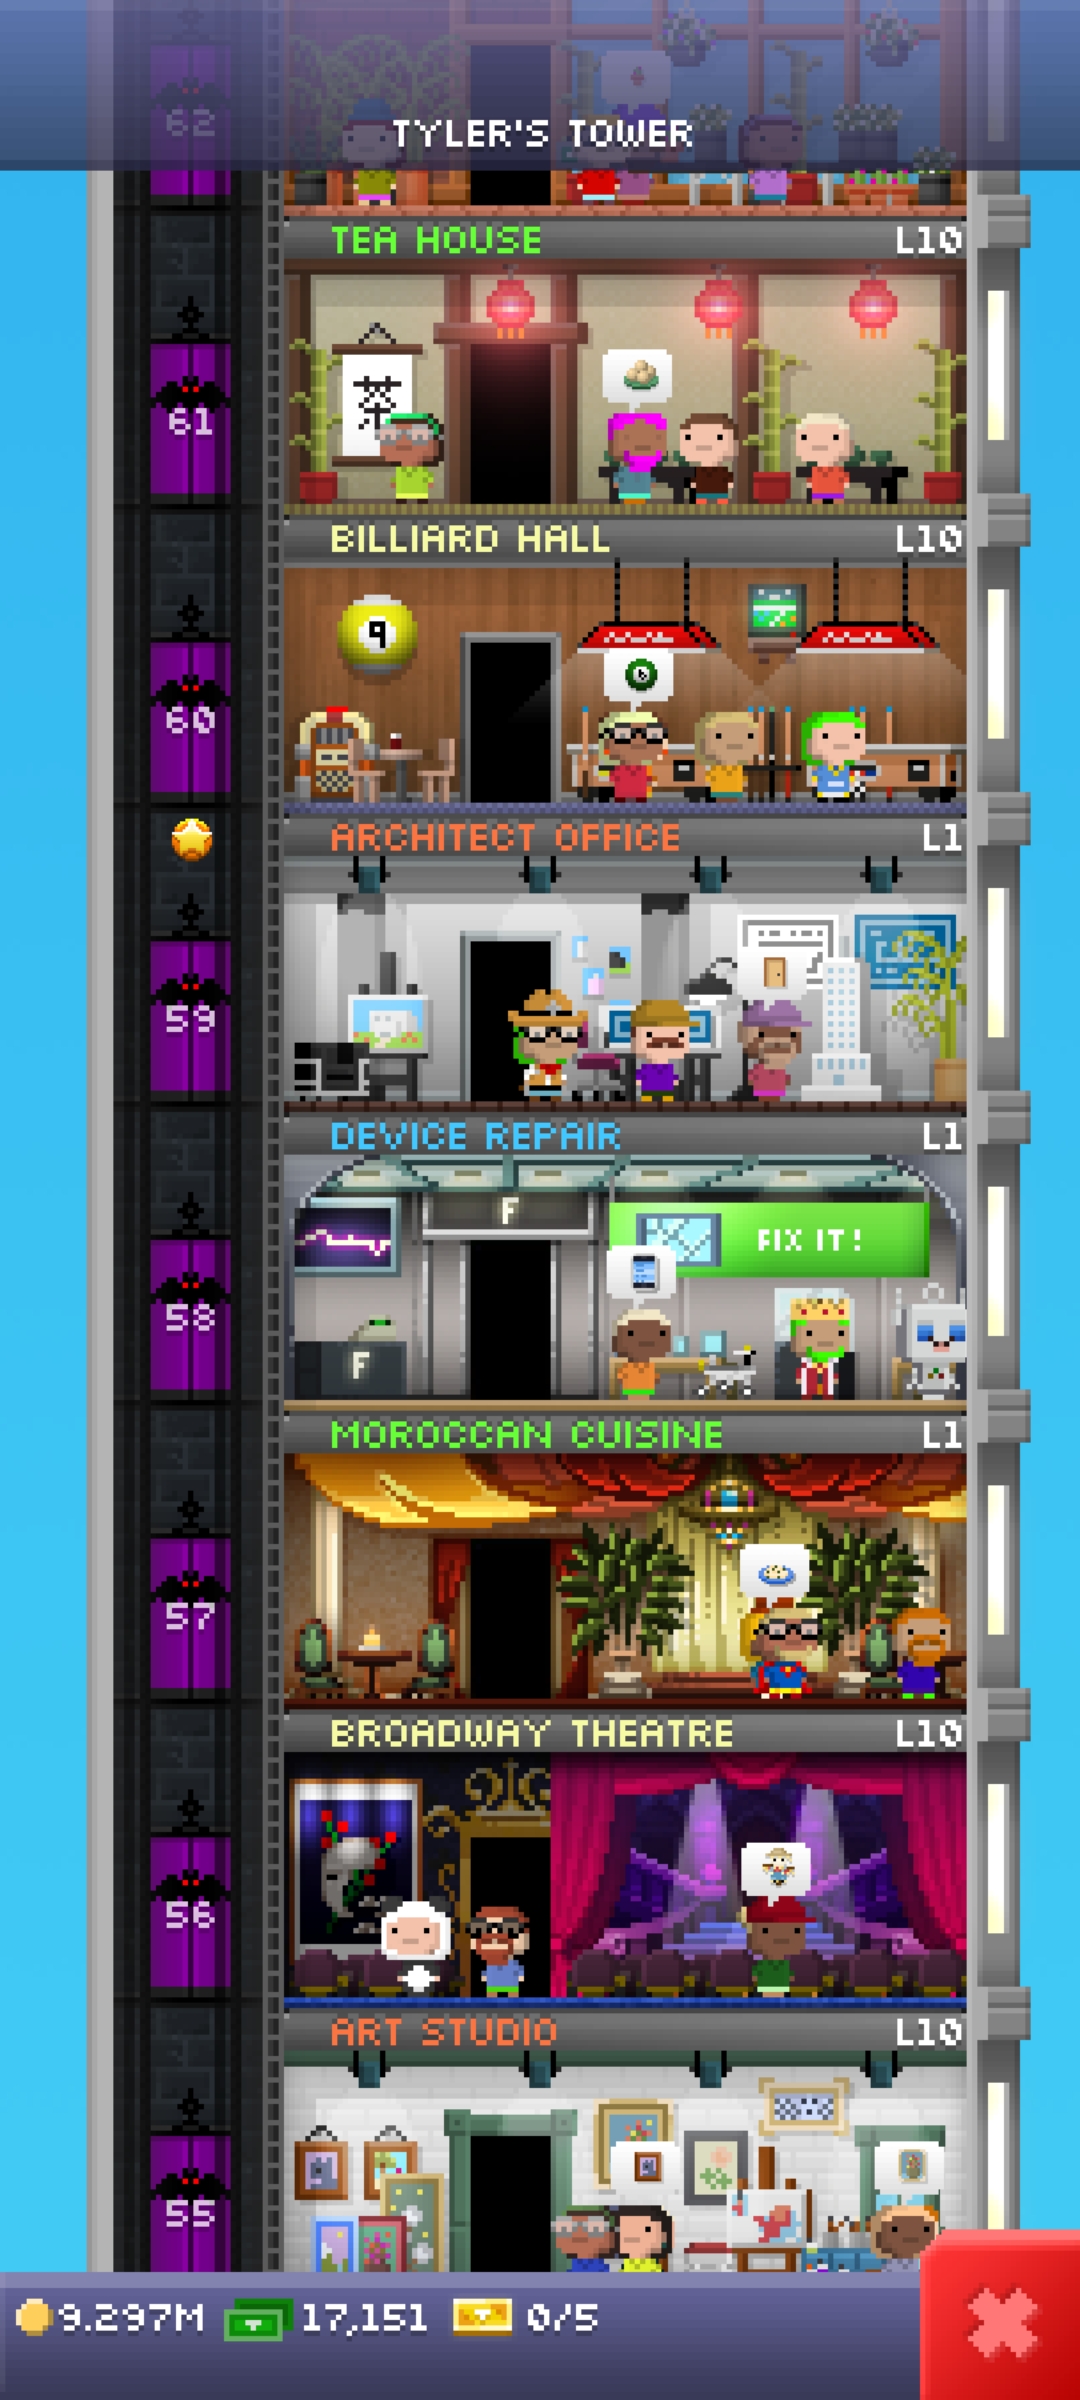 62
TYLER'S TOWER
TEA HOUSE L10
茶
61
BILLIARD HALL L10
9
60
ARCHITECT OFFICE L1
59
DEVICE REPAIR L1
F
FIX IT!
58
F
MOROCCAN CUISINE L1
57
BROADWAY THEATRE L10
56
ART STUDIO L10
55
9.297M 17,151 0/5